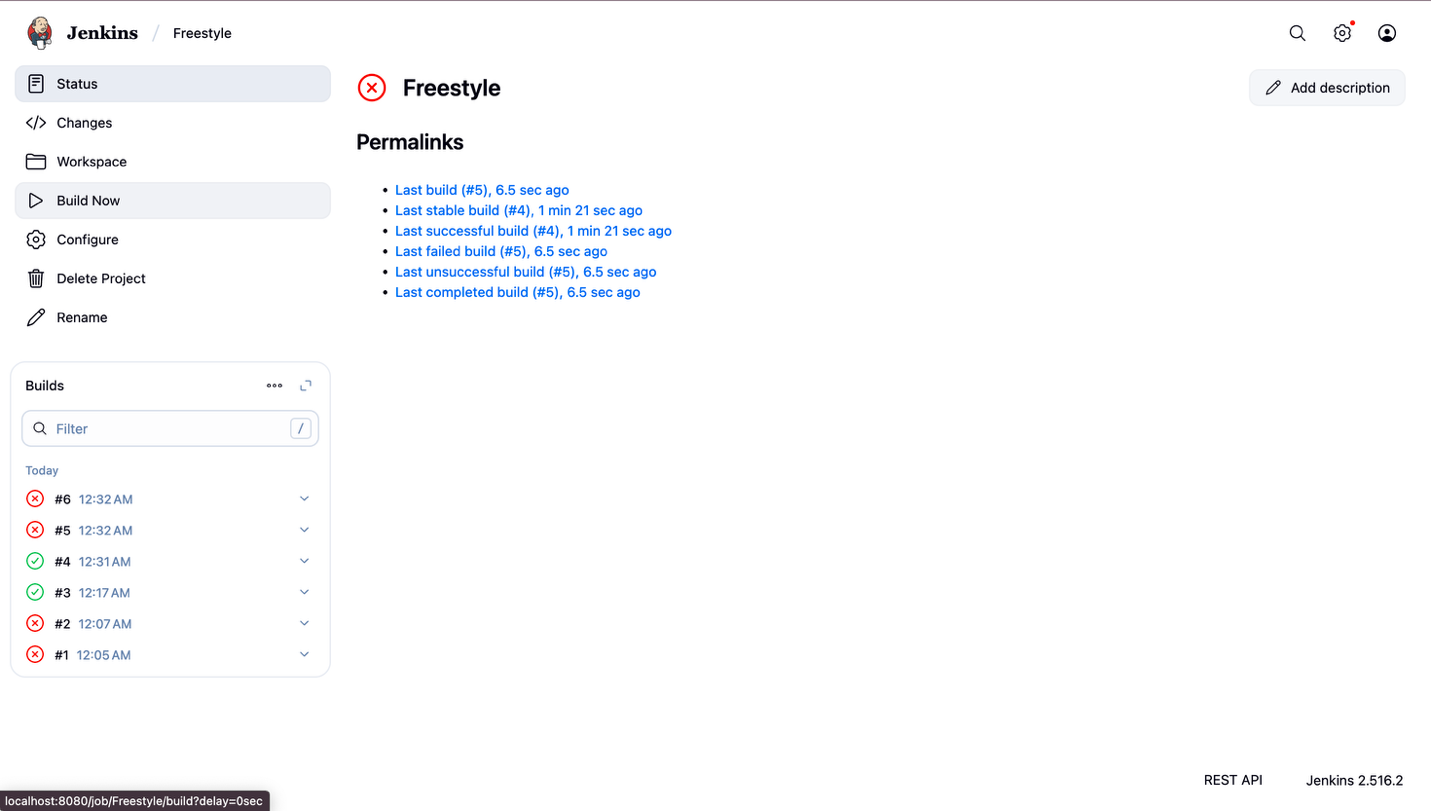 Jenkins / Freestyle
Status
Changes
Workspace
Build Now
Configure
Delete Project
Rename
Builds
Filter /
Today
#6 12:32 AM
#5 12:32 AM
#4 12:31 AM
#3 12:17 AM
#2 12:07 AM
#1 12:05 AM
Freestyle
Add description
Permalinks
Last build (#5), 6.5 sec ago
Last stable build (#4), 1 min 21 sec ago
Last successful build (#4), 1 min 21 sec ago
Last failed build (#5), 6.5 sec ago
Last unsuccessful build (#5), 6.5 sec ago
Last completed build (#5), 6.5 sec ago
REST API Jenkins 2.516.2
localhost:8080/job/Freestyle/build?delay=0sec